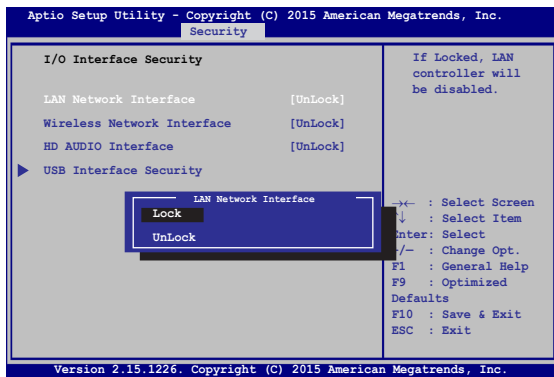 Aptio Setup Utility - Copyright (C) 2015 American Megatrends, Inc.
Security
I/O Interface Security
LAN Network Interface [UnLock]
Wireless Network Interface [UnLock]
HD AUDIO Interface [UnLock]
USB Interface Security
LAN Network Interface
Lock
UnLock
If Locked, LAN
controller will
be disabled.
→← : Select Screen
↑↓ : Select Item
Enter: Select
+/— : Change Opt.
F1 : General Help
F9 : Optimized
Defaults
F10 : Save & Exit
ESC : Exit
Version 2.15.1226. Copyright (C) 2015 American Megatrends, Inc.